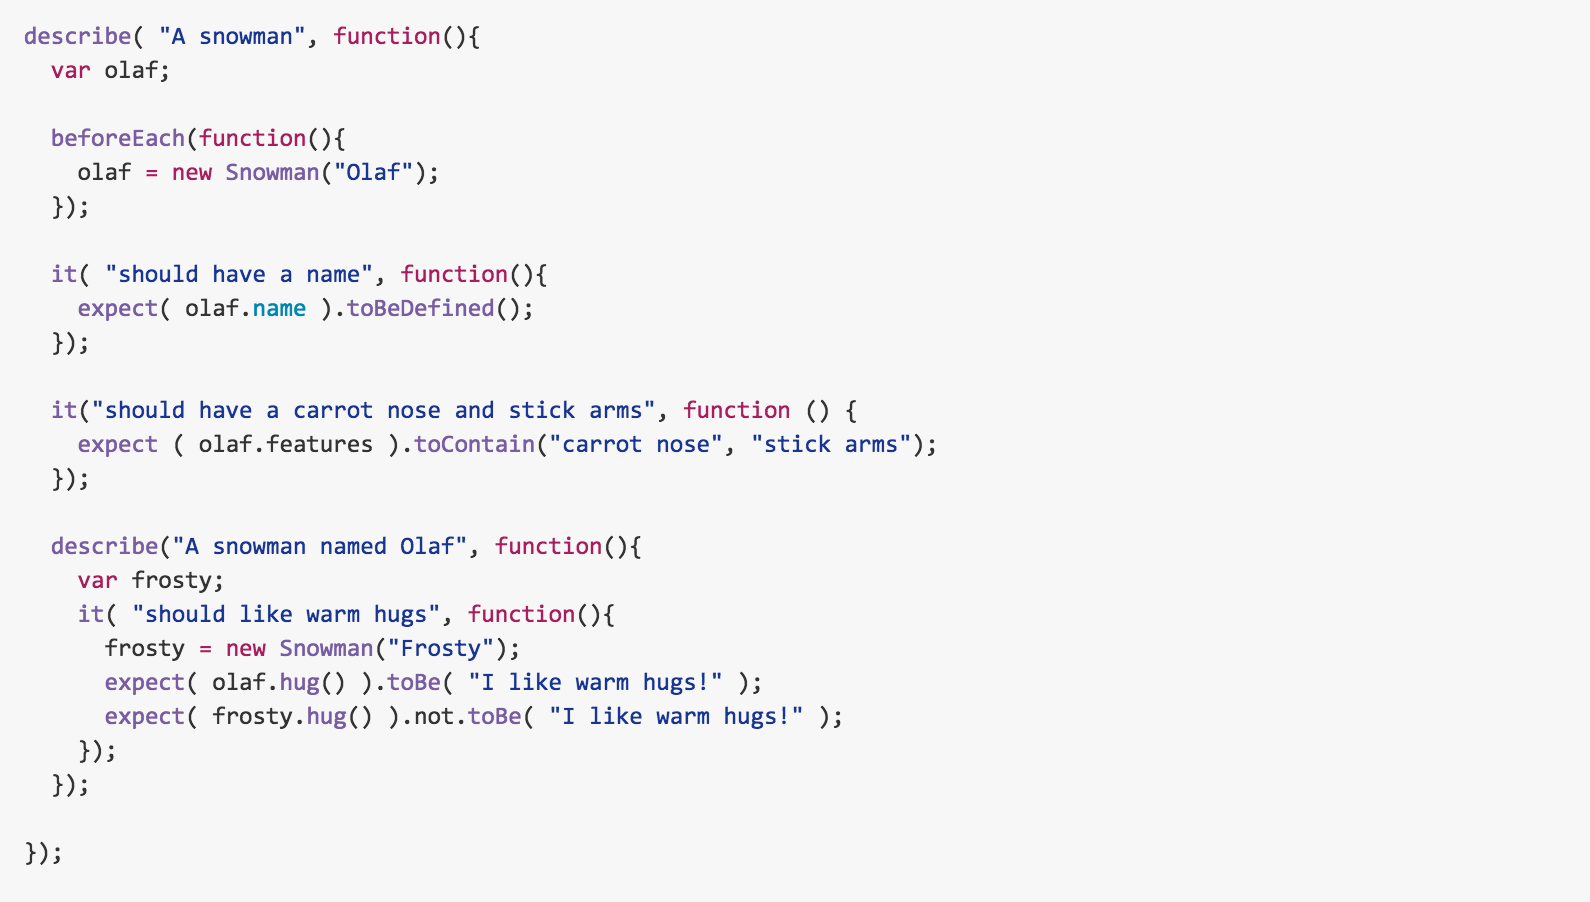 describe( "A snowman", function(){
  var olaf;

  beforeEach(function(){
    olaf = new Snowman("Olaf");
  });

  it( "should have a name", function(){
    expect( olaf.name ).toBeDefined();
  });

  it("should have a carrot nose and stick arms", function () {
    expect ( olaf.features ).toContain("carrot nose", "stick arms");
  });

  describe("A snowman named Olaf", function(){
    var frosty;
    it( "should like warm hugs", function(){
      frosty = new Snowman("Frosty");
      expect( olaf.hug() ).toBe( "I like warm hugs!" );
      expect( frosty.hug() ).not.toBe( "I like warm hugs!" );
    });
  });

});